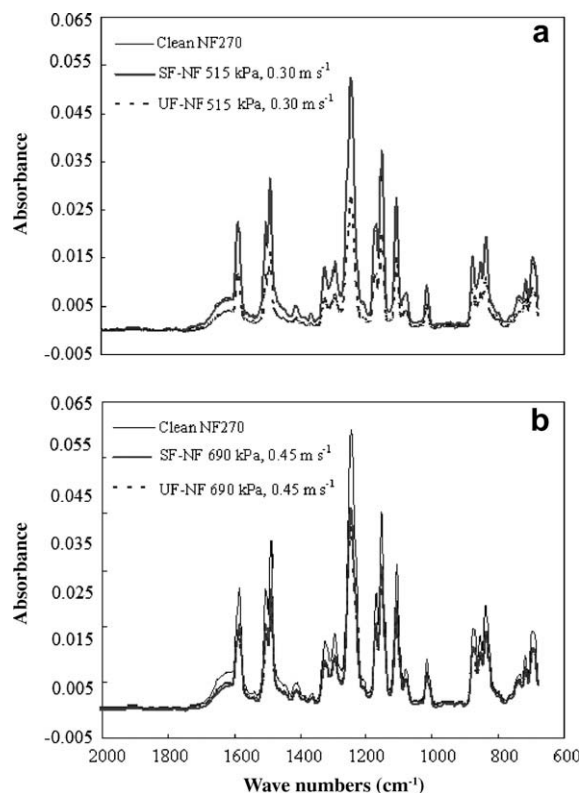 a
0.065
0.055
0.045
0.035
0.025
0.015
0.005
-0.005
Absorbance
Clean NF270
SF-NF 515 kPa, 0.30 m s⁻¹
UF-NF 515 kPa, 0.30 m s⁻¹
b
0.065
0.055
0.045
0.035
0.025
0.015
0.005
-0.005
Absorbance
Clean NF270
SF-NF 690 kPa, 0.45 m s⁻¹
UF-NF 690 kPa, 0.45 m s⁻¹
2000 1800 1600 1400 1200 1000 800 600
Wave numbers (cm⁻¹)